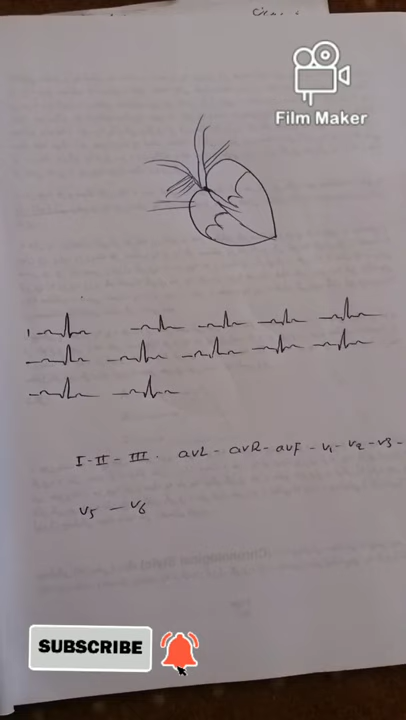 Film Maker
I - II - III . avL - avR - avF - v1 - v2 - v3 -
v5 - v6
SUBSCRIBE